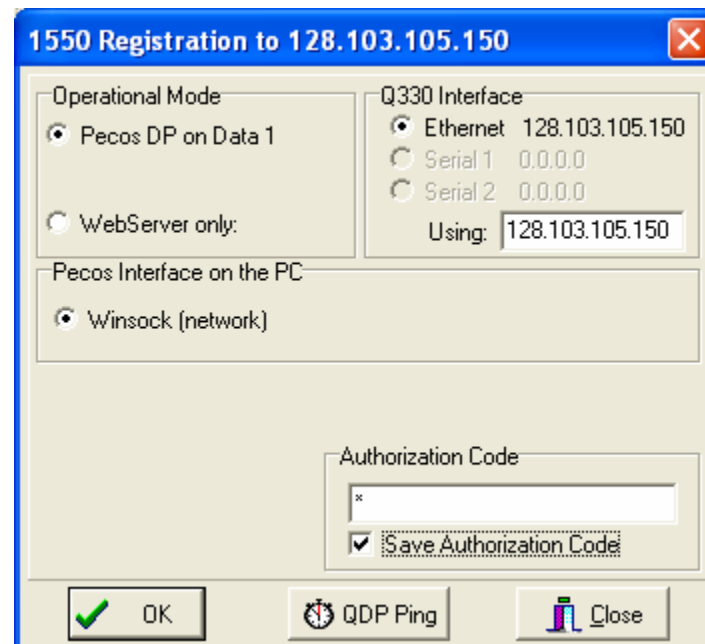 1550 Registration to 128.103.105.150
Operational Mode
Pecos DP on Data 1
WebServer only:
Q330 Interface
Ethernet 128.103.105.150
Serial 1 0.0.0.0
Serial 2 0.0.0.0
Using: 128.103.105.150
Pecos Interface on the PC
Winsock (network)
Authorization Code
*
Save Authorization Code
OK QDP Ping Close